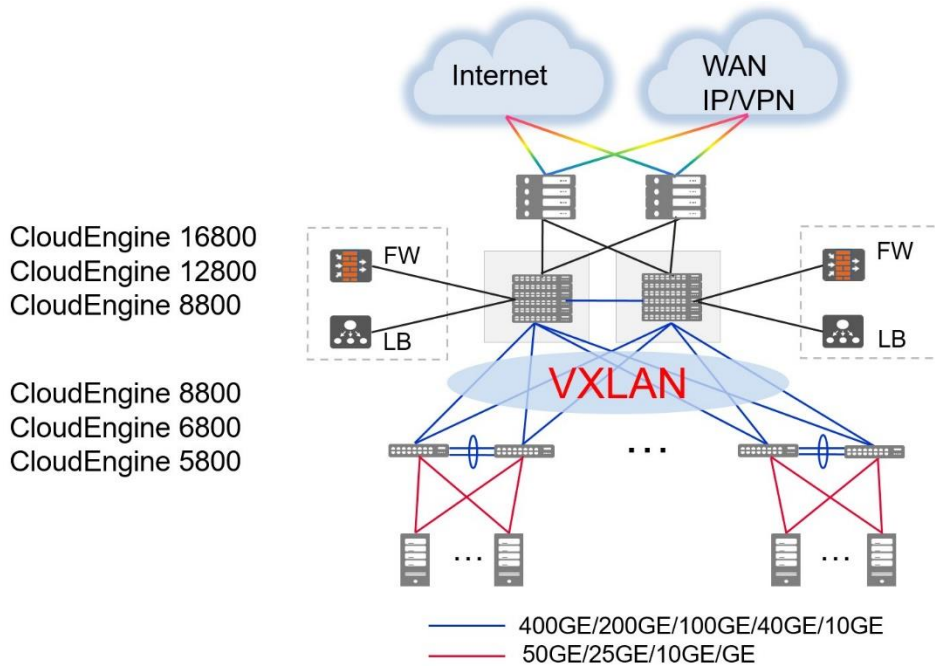 Internet
WAN
IP/VPN
CloudEngine 16800
CloudEngine 12800
CloudEngine 8800
FW
LB
FW
LB
VXLAN
CloudEngine 8800
CloudEngine 6800
CloudEngine 5800
...
... ...
400GE/200GE/100GE/40GE/10GE
50GE/25GE/10GE/GE